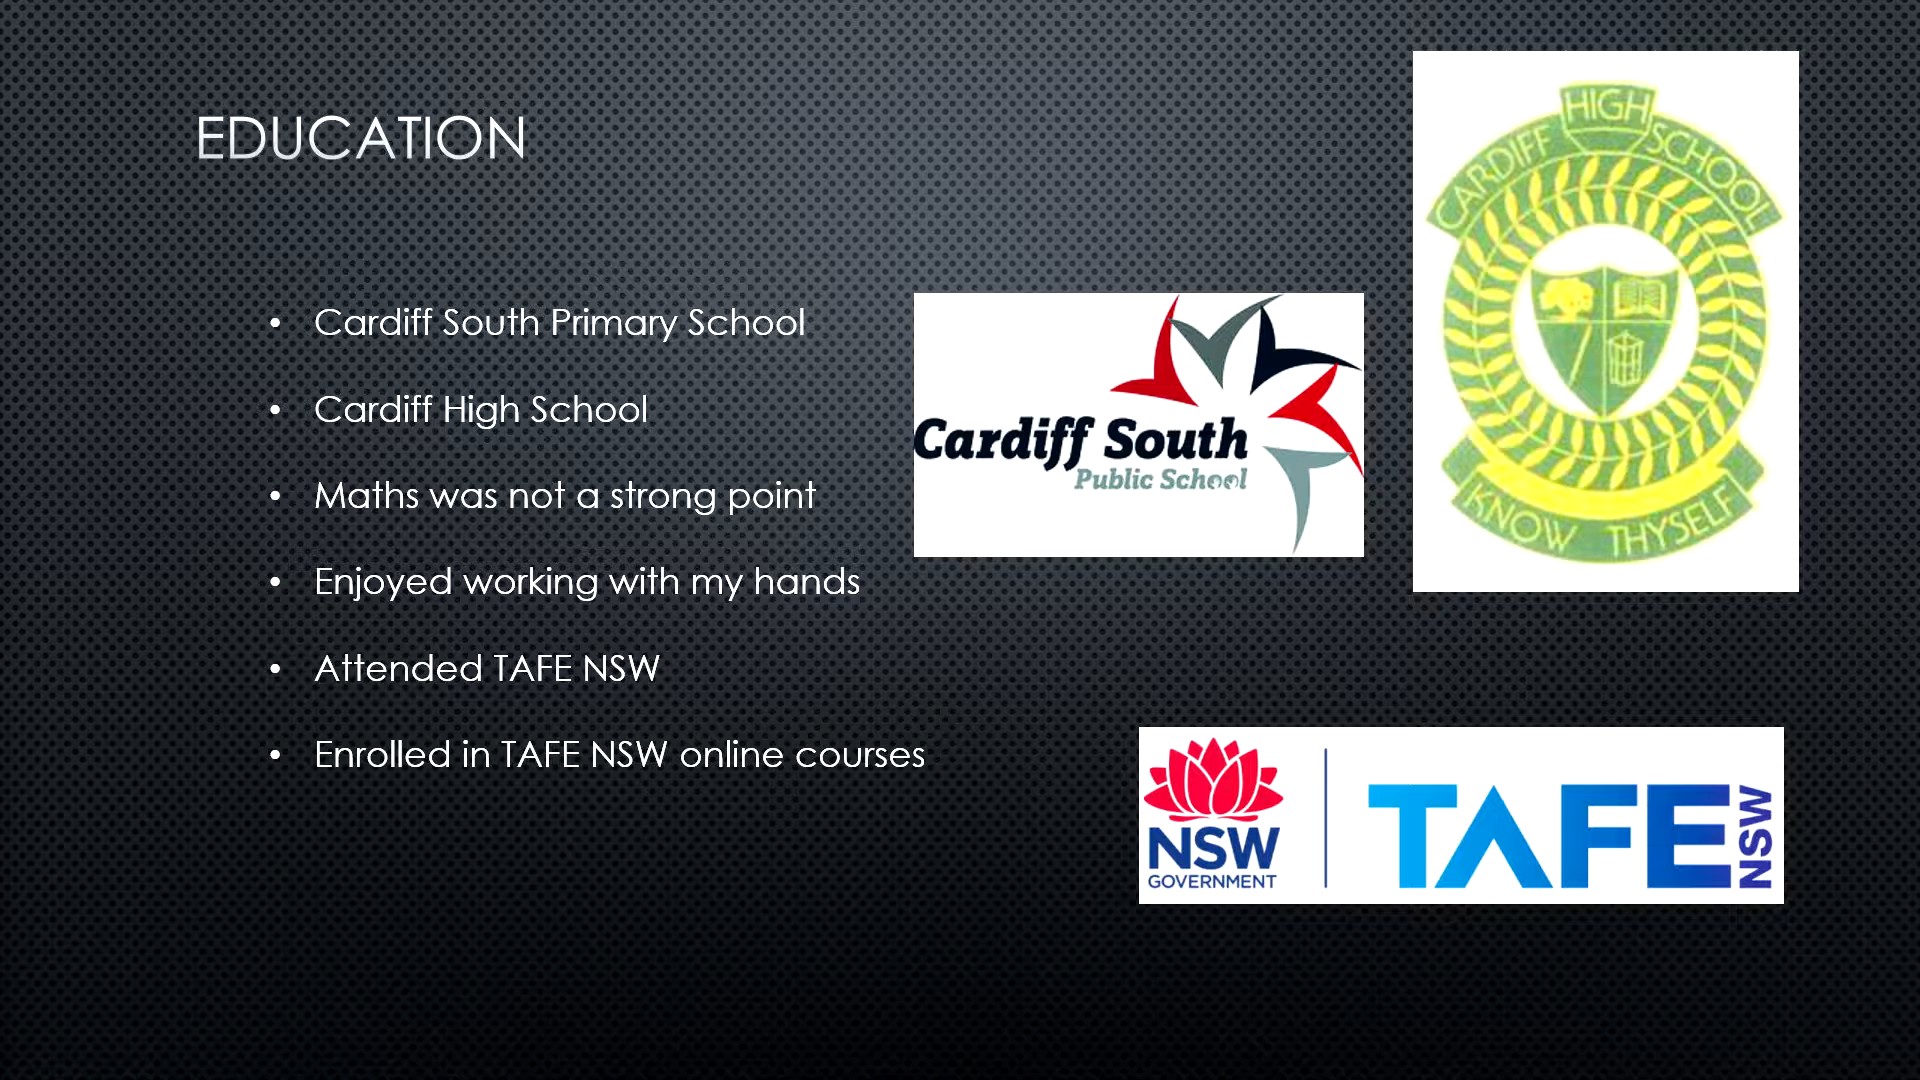 EDUCATION
• Cardiff South Primary School
• Cardiff High School
• Maths was not a strong point
• Enjoyed working with my hands
• Attended TAFE NSW
• Enrolled in TAFE NSW online courses
Cardiff South
Public School
CARDIFF HIGH SCHOOL
KNOW THYSELF
NSW
GOVERNMENT
TAFE NSW